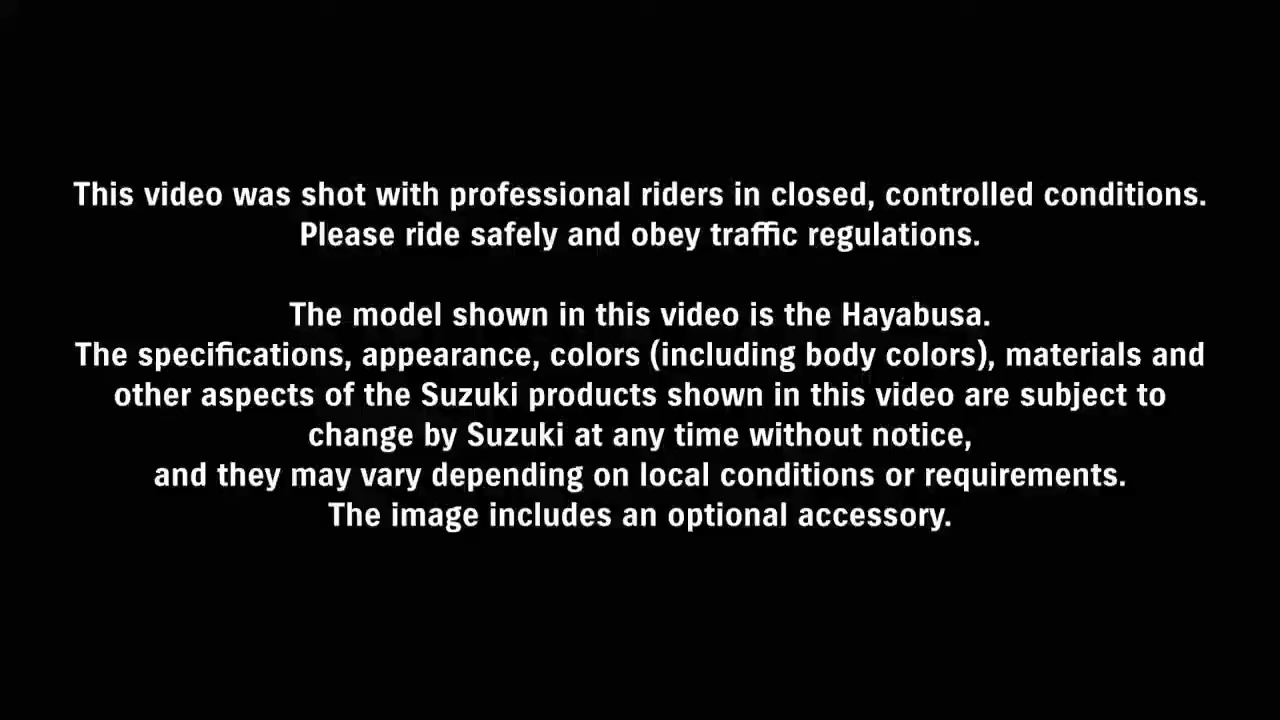 This video was shot with professional riders in closed, controlled conditions.
Please ride safely and obey traffic regulations.
The model shown in this video is the Hayabusa.
The specifications, appearance, colors (including body colors), materials and
other aspects of the Suzuki products shown in this video are subject to
change by Suzuki at any time without notice,
and they may vary depending on local conditions or requirements.
The image includes an optional accessory.